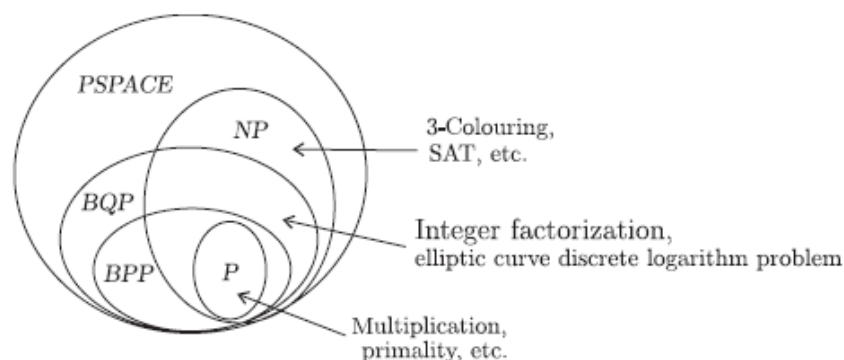 PSPACE
NP
3-Colouring,
SAT, etc.
BQP
Integer factorization,
elliptic curve discrete logarithm problem
BPP
P
Multiplication,
primality, etc.